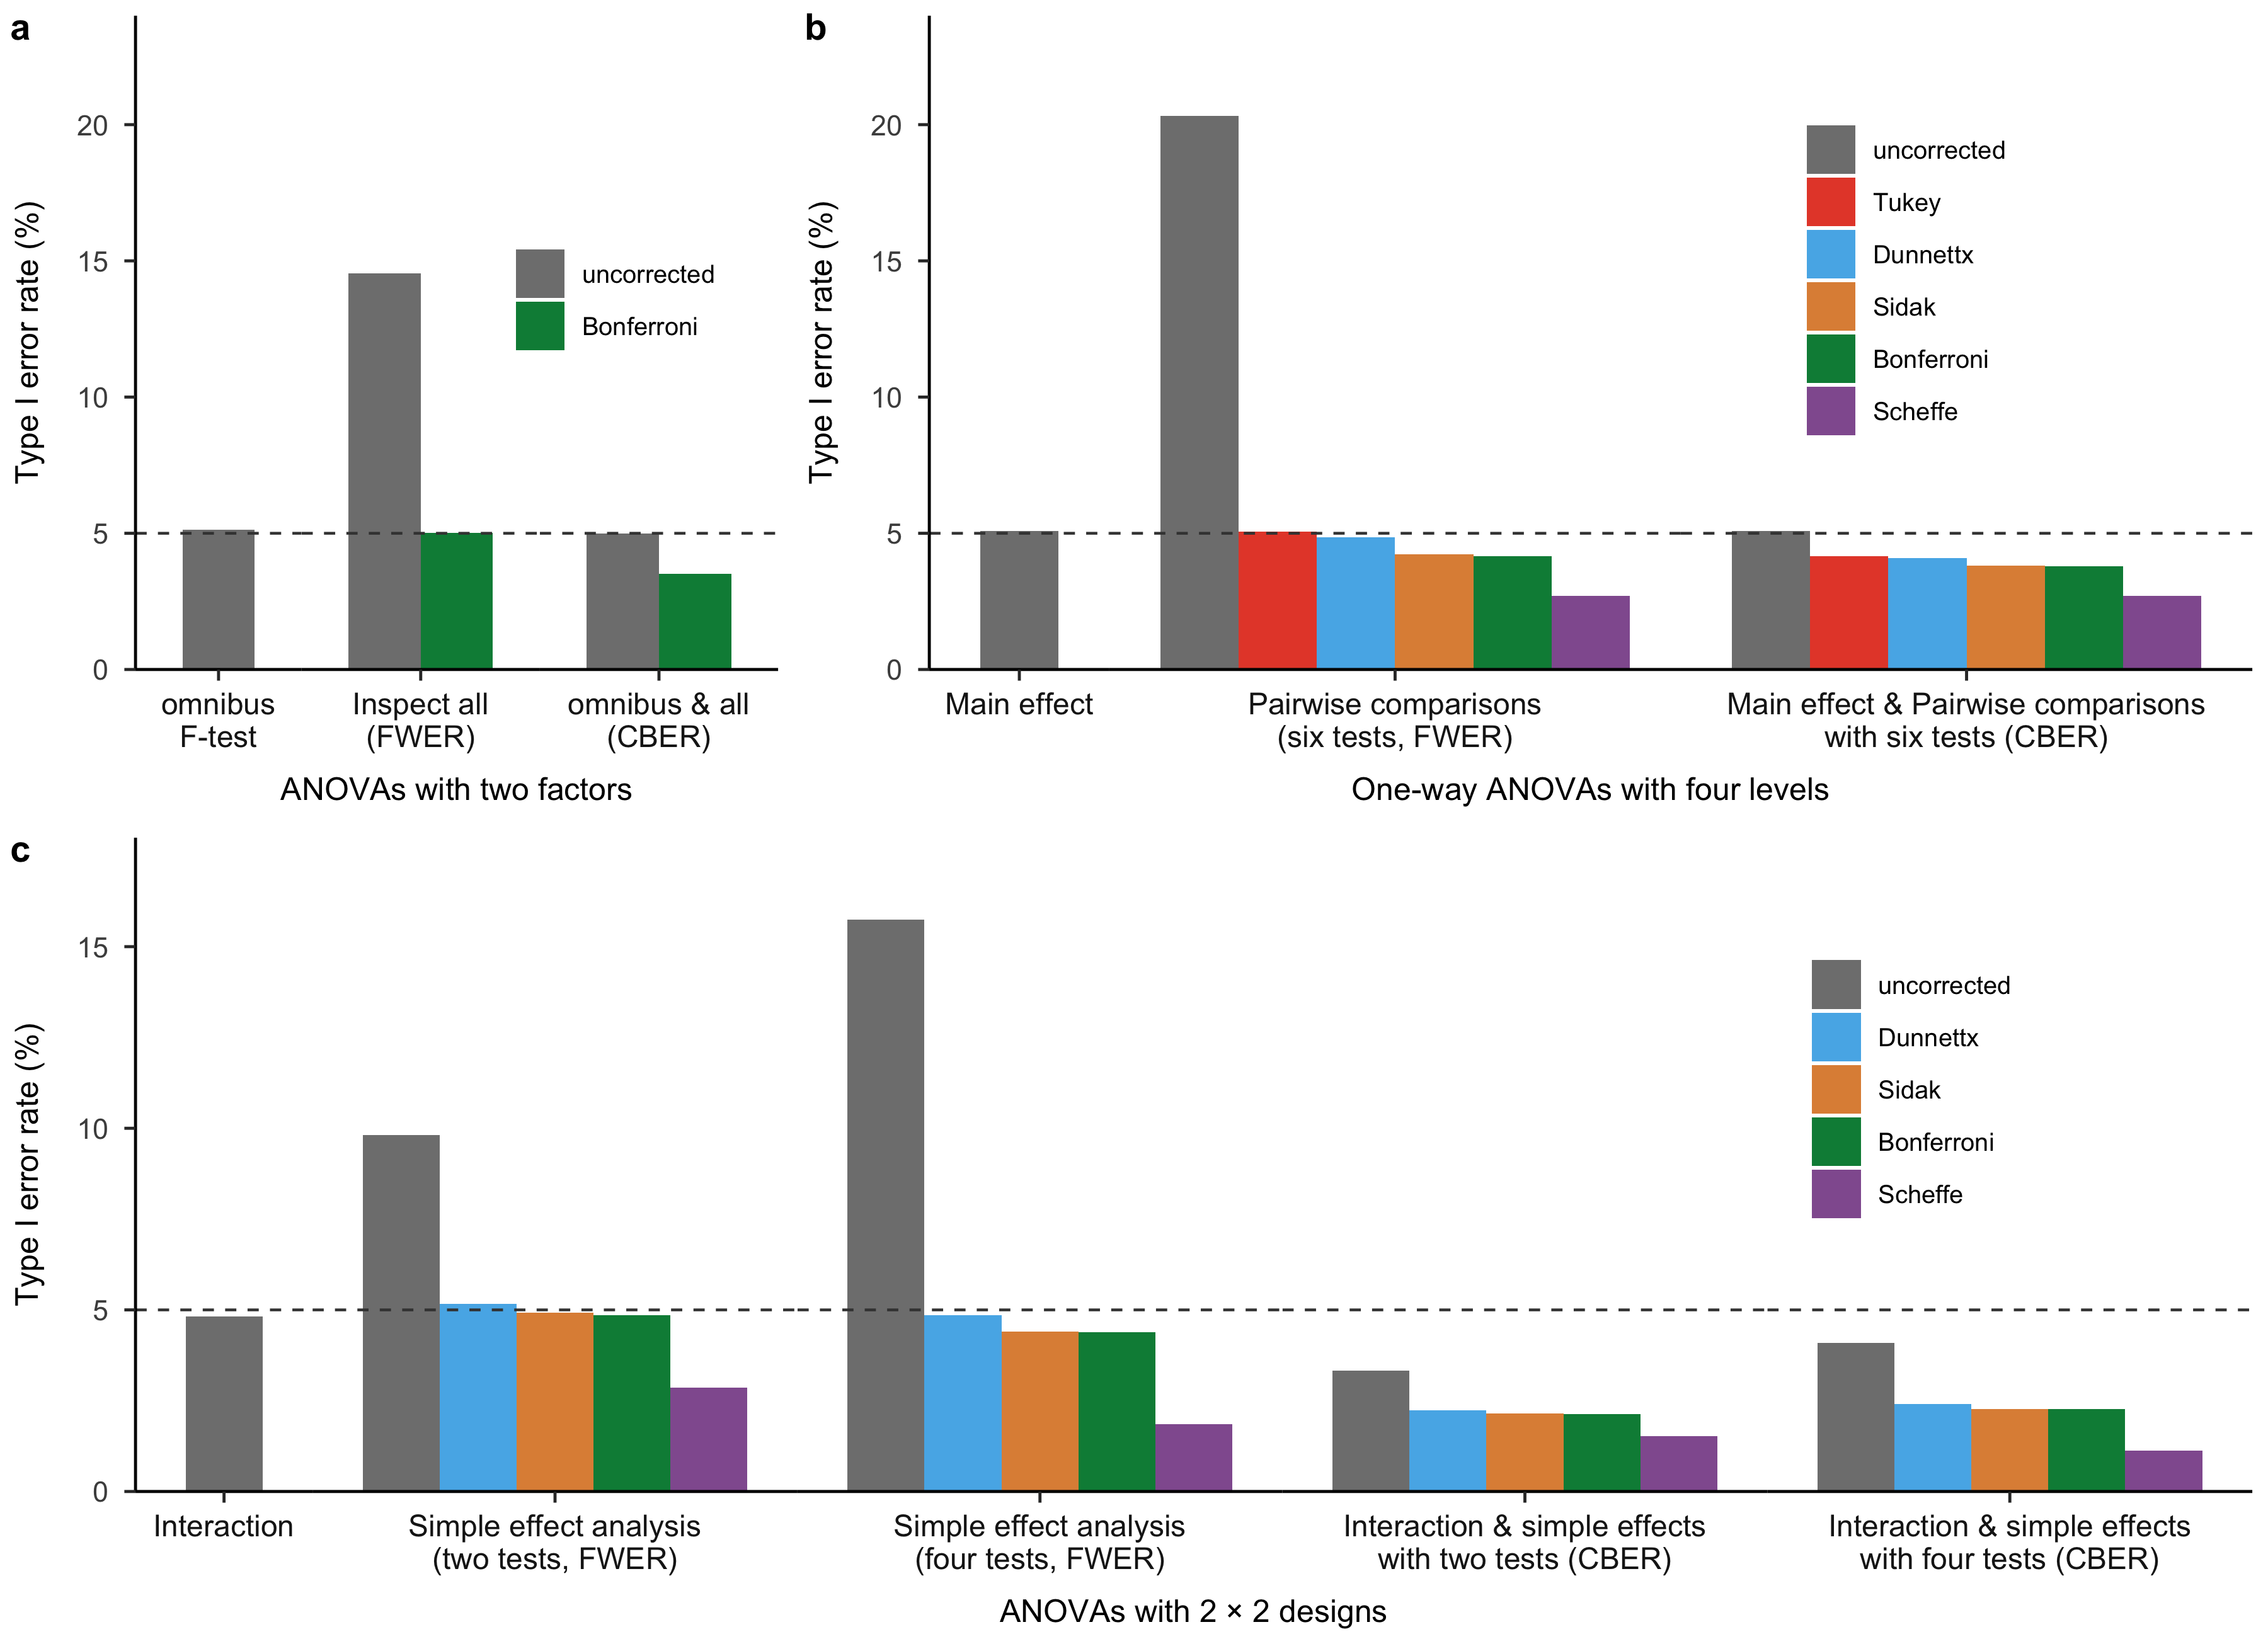 a
Type I error rate (%)
20
15
10
5
0
uncorrected
Bonferroni
omnibus
F-test
Inspect all
(FWER)
omnibus & all
(CBER)
ANOVAs with two factors
b
Type I error rate (%)
20
15
10
5
0
uncorrected
Tukey
Dunnettx
Sidak
Bonferroni
Scheffe
Main effect
Pairwise comparisons
(six tests, FWER)
Main effect & Pairwise comparisons
with six tests (CBER)
One-way ANOVAs with four levels
c
Type I error rate (%)
15
10
5
0
uncorrected
Dunnettx
Sidak
Bonferroni
Scheffe
Interaction
Simple effect analysis
(two tests, FWER)
Simple effect analysis
(four tests, FWER)
Interaction & simple effects
with two tests (CBER)
Interaction & simple effects
with four tests (CBER)
ANOVAs with 2 × 2 designs